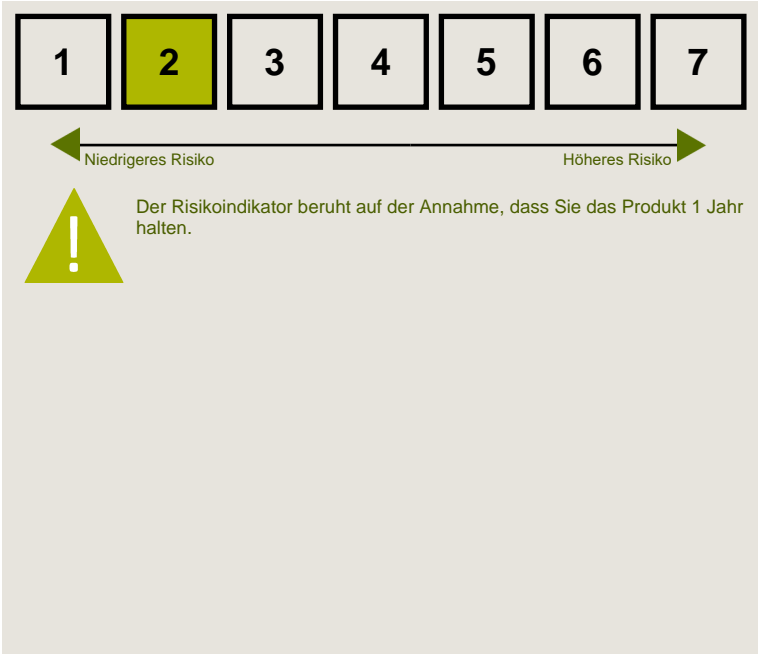 1 2 3 4 5 6 7
Niedrigeres Risiko Höheres Risiko
Der Risikoindikator beruht auf der Annahme, dass Sie das Produkt 1 Jahr
halten.